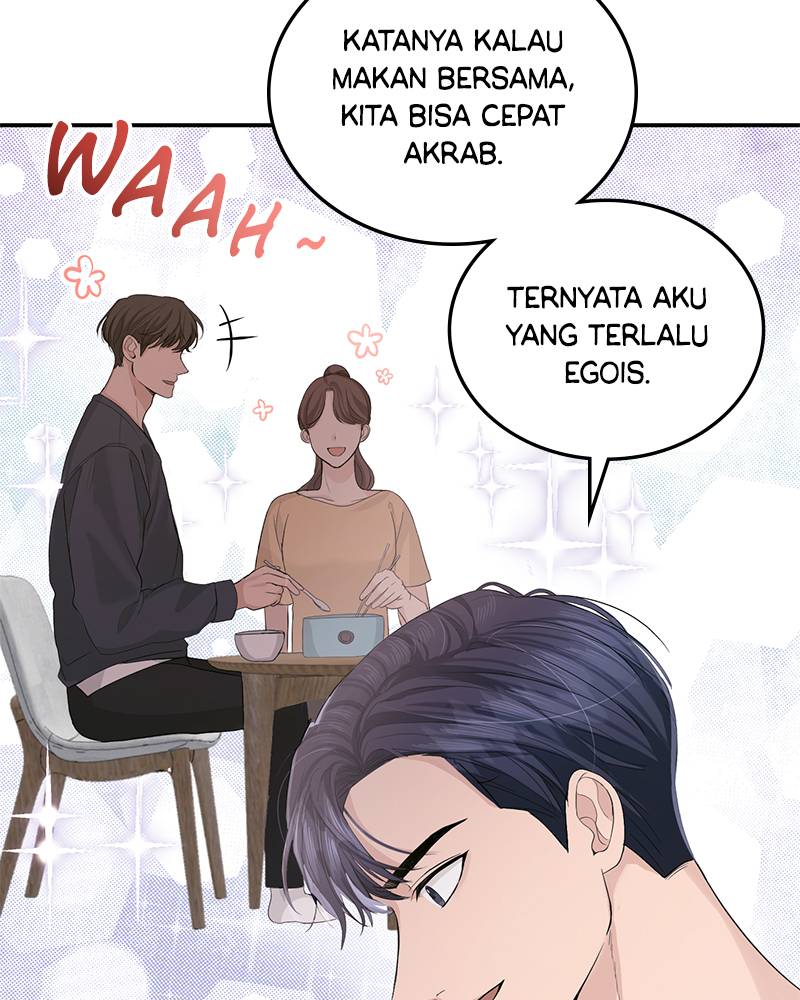 KATANYA KALAU
MAKAN BERSAMA,
KITA BISA CEPAT
AKRAB.
WAAH~
TERNYATA AKU
YANG TERLALU
EGOIS.